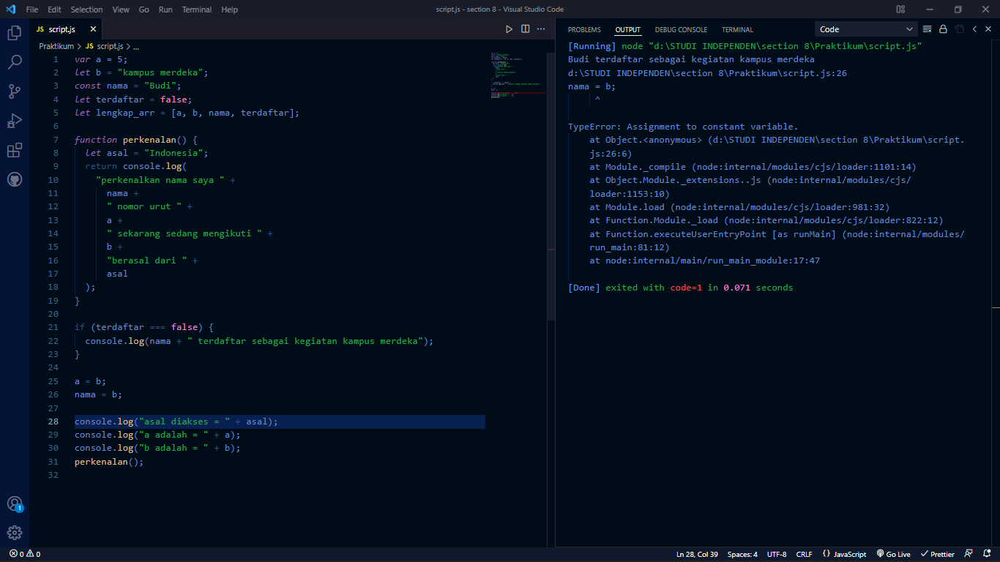 File Edit Selection View Go Run Terminal Help script.js - section 8 - Visual Studio Code
JS script.js
Praktikum > JS script.js > ...
1 var a = 5;
2 let b = "kampus merdeka";
3 const nama = "Budi";
4 let terdaftar = false;
5 let lengkap_arr = [a, b, nama, terdaftar];
6
7 function perkenalan() {
8 let asal = "Indonesia";
9 return console.log(
10 "perkenalkan nama saya " +
11 nama +
12 " nomor urut " +
13 a +
14 " sekarang sedang mengikuti " +
15 b +
16 "berasal dari " +
17 asal
18 );
19 }
20
21 if (terdaftar === false) {
22 console.log(nama + " terdaftar sebagai kegiatan kampus merdeka");
23 }
24
25 a = b;
26 nama = b;
27
28 console.log("asal diakses = " + asal);
29 console.log("a adalah = " + a);
30 console.log("b adalah = " + b);
31 perkenalan();
32
PROBLEMS OUTPUT DEBUG CONSOLE TERMINAL Code
[Running] node "d:\STUDI INDEPENDEN\section 8\Praktikum\script.js"
Budi terdaftar sebagai kegiatan kampus merdeka
d:\STUDI INDEPENDEN\section 8\Praktikum\script.js:26
nama = b;
^
TypeError: Assignment to constant variable.
at Object.<anonymous> (d:\STUDI INDEPENDEN\section 8\Praktikum\script.
js:26:6)
at Module._compile (node:internal/modules/cjs/loader:1101:14)
at Object.Module._extensions..js (node:internal/modules/cjs/
loader:1153:10)
at Module.load (node:internal/modules/cjs/loader:981:32)
at Function.Module._load (node:internal/modules/cjs/loader:822:12)
at Function.executeUserEntryPoint [as runMain] (node:internal/modules/
run_main:81:12)
at node:internal/main/run_main_module:17:47
[Done] exited with code=1 in 0.071 seconds
1
0 0 Ln 28, Col 39 Spaces: 4 UTF-8 CRLF {} JavaScript Go Live Prettier